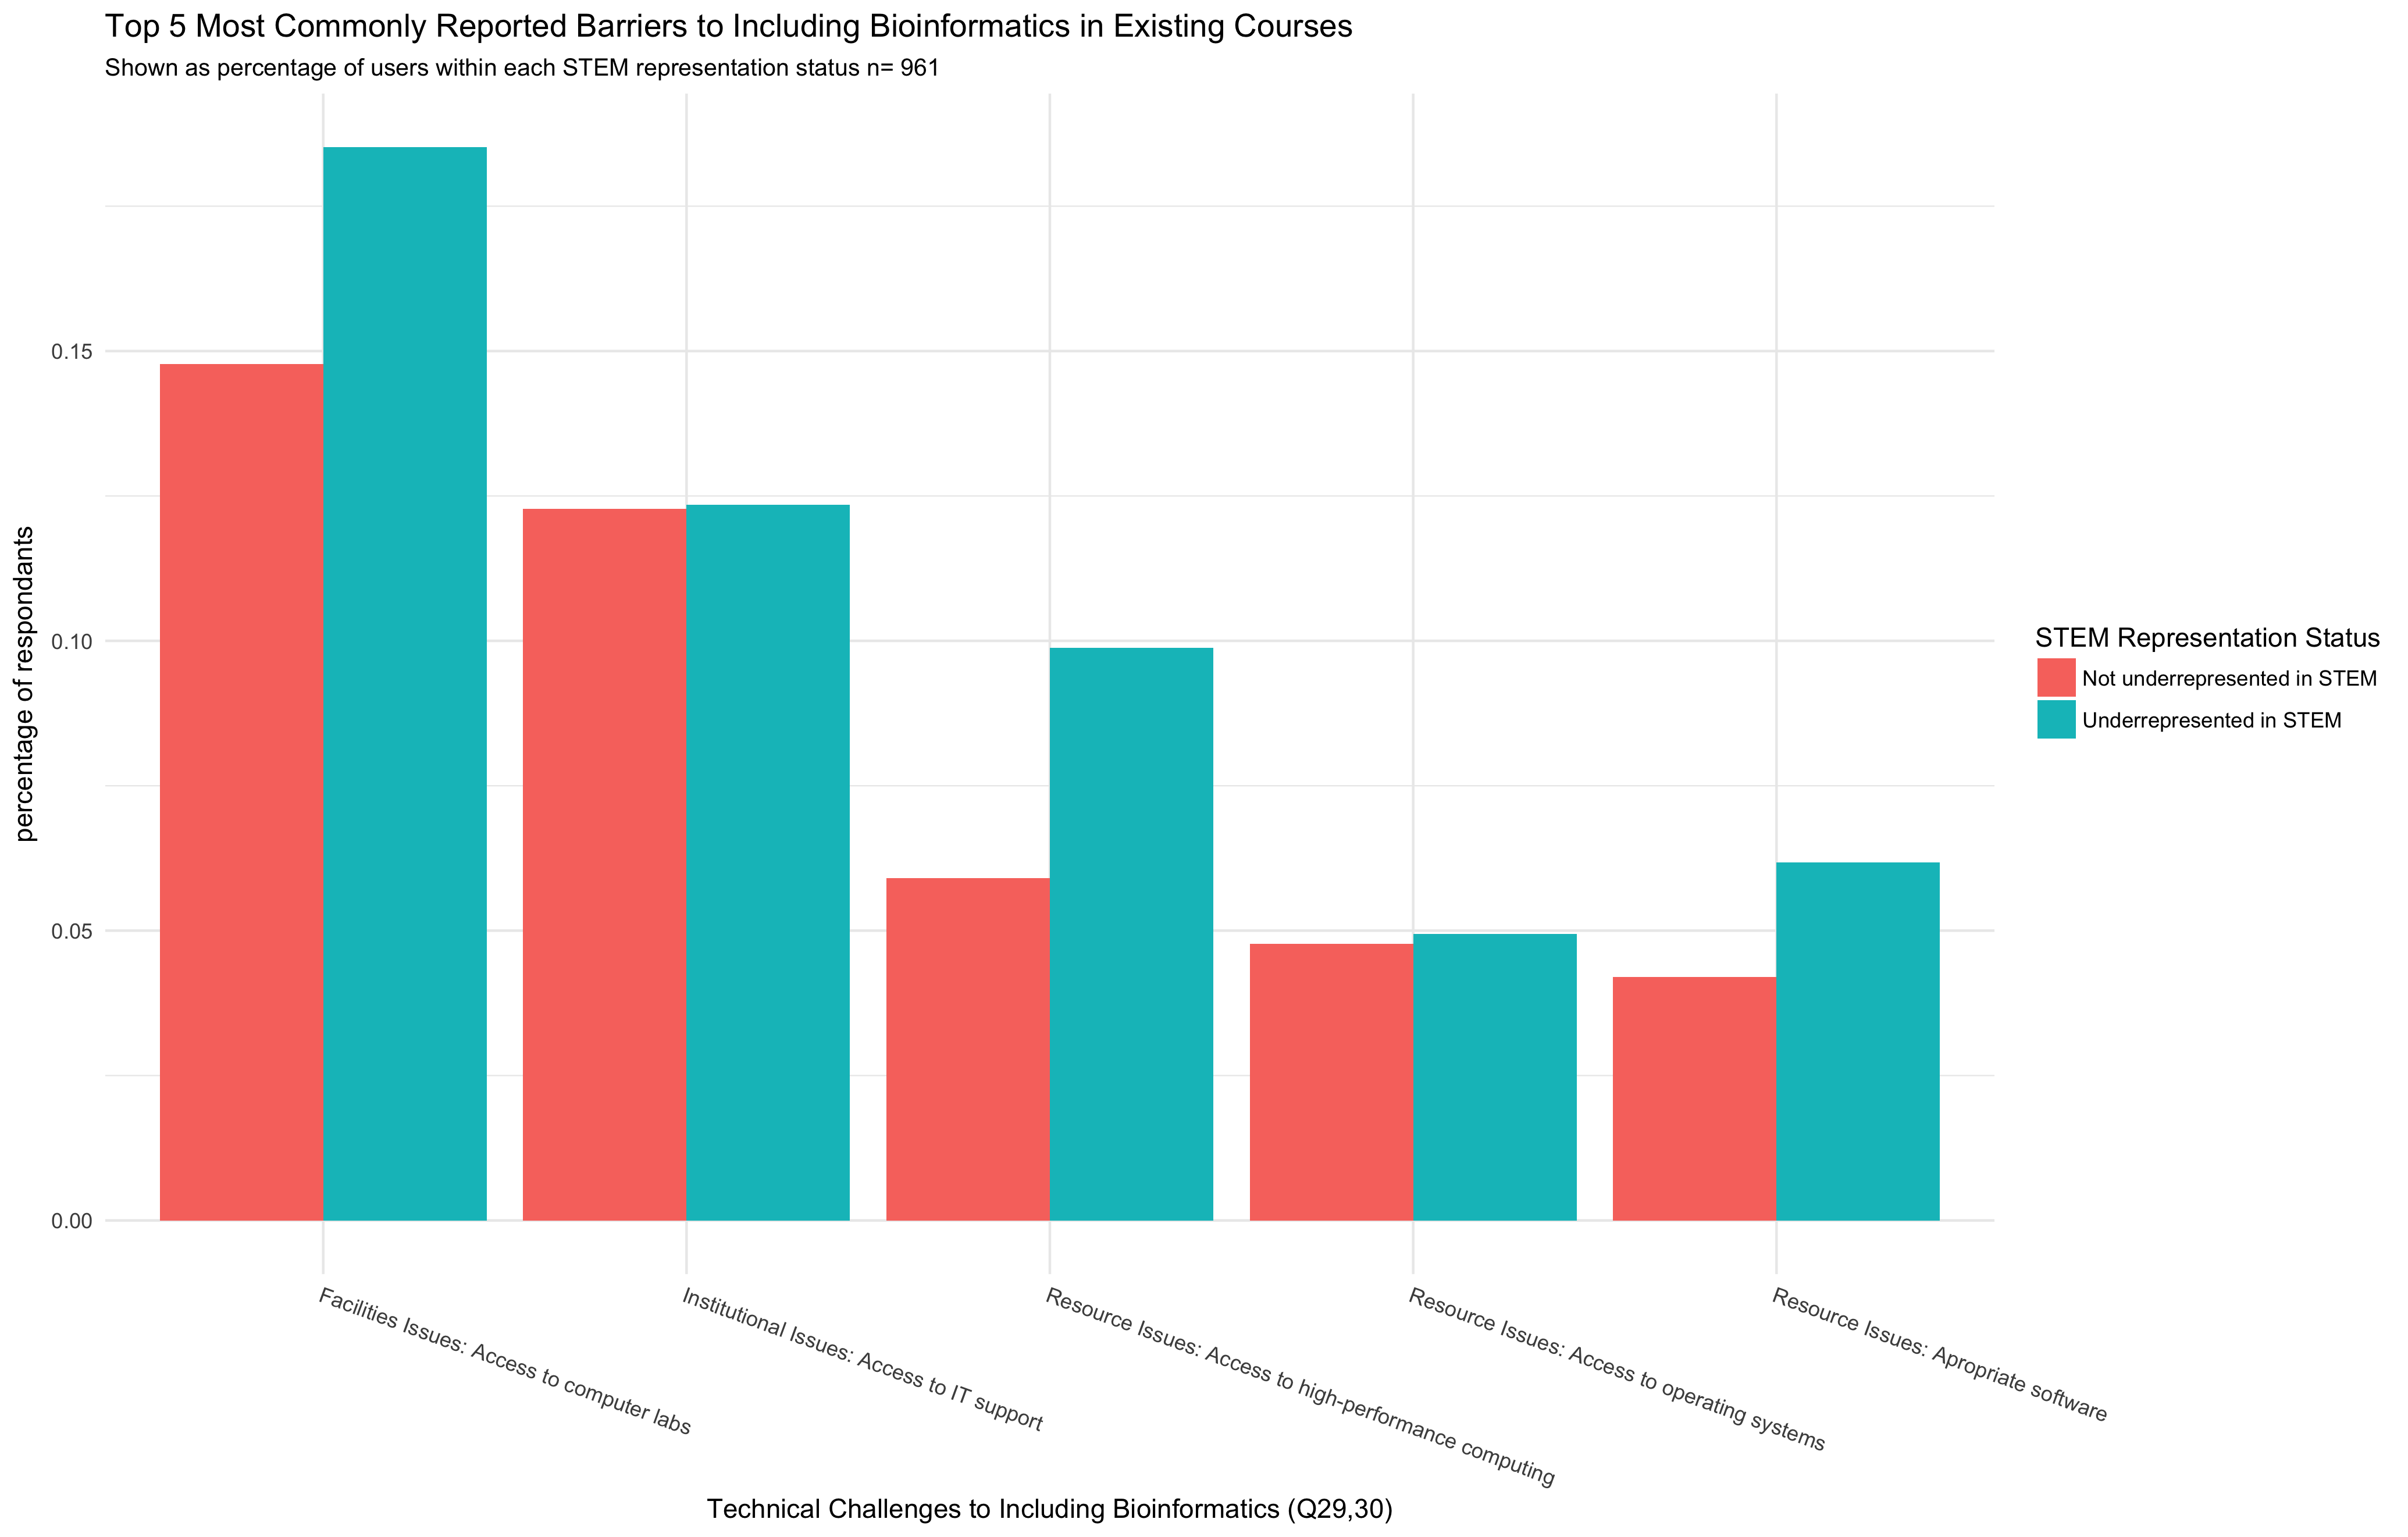 Top 5 Most Commonly Reported Barriers to Including Bioinformatics in Existing Courses
Shown as percentage of users within each STEM representation status n= 961
percentage of respondants
0.15
0.10
0.05
0.00
Facilities Issues: Access to computer labs
Institutional Issues: Access to IT support
Resource Issues: Access to high-performance computing
Resource Issues: Access to operating systems
Resource Issues: Apropriate software
Technical Challenges to Including Bioinformatics (Q29,30)
STEM Representation Status
Not underrepresented in STEM
Underrepresented in STEM